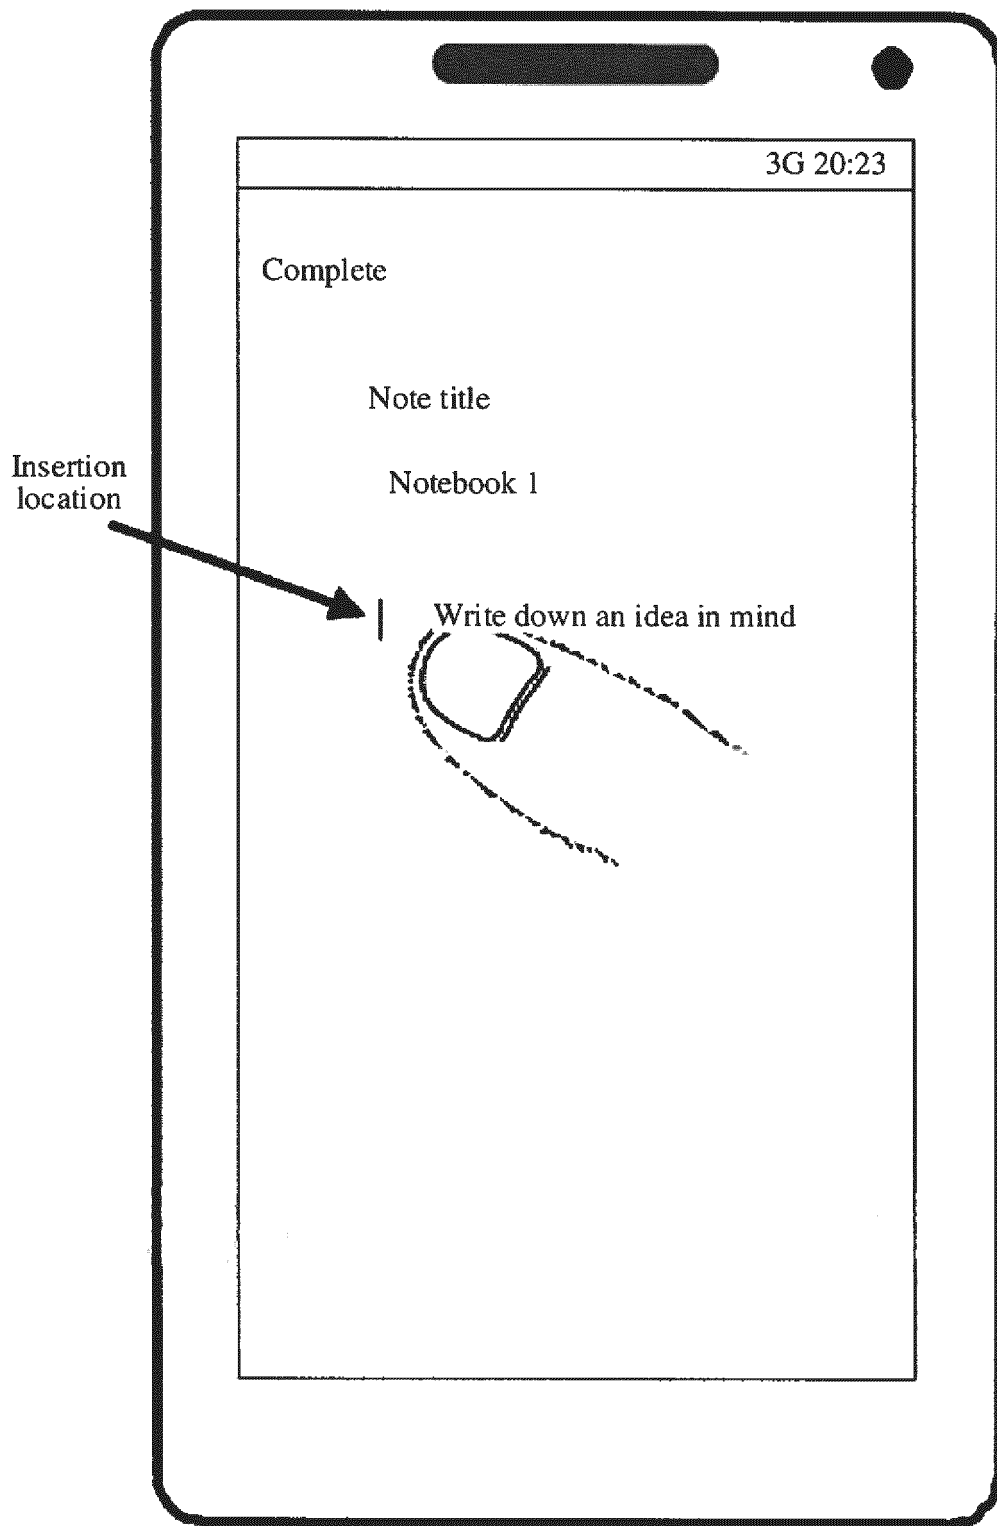 3G 20:23
Complete
Note title
Insertion
location
Notebook 1
Write down an idea in mind